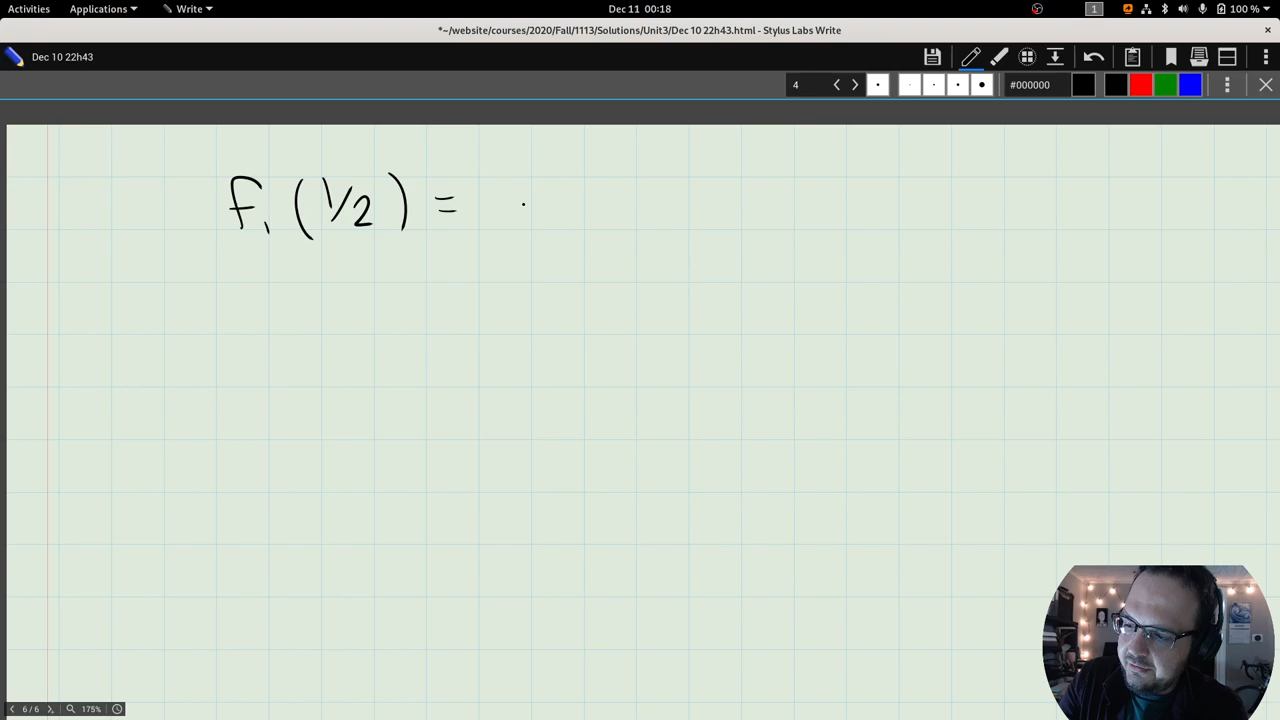 Activities Applications Write Dec 11 00:18 1 100 %
*~/website/courses/2020/Fall/1113/Solutions/Unit3/Dec 10 22h43.html - Stylus Labs Write ×
Dec 10 22h43
4 #000000
f₁ (1/2) = .
6 / 6 175%